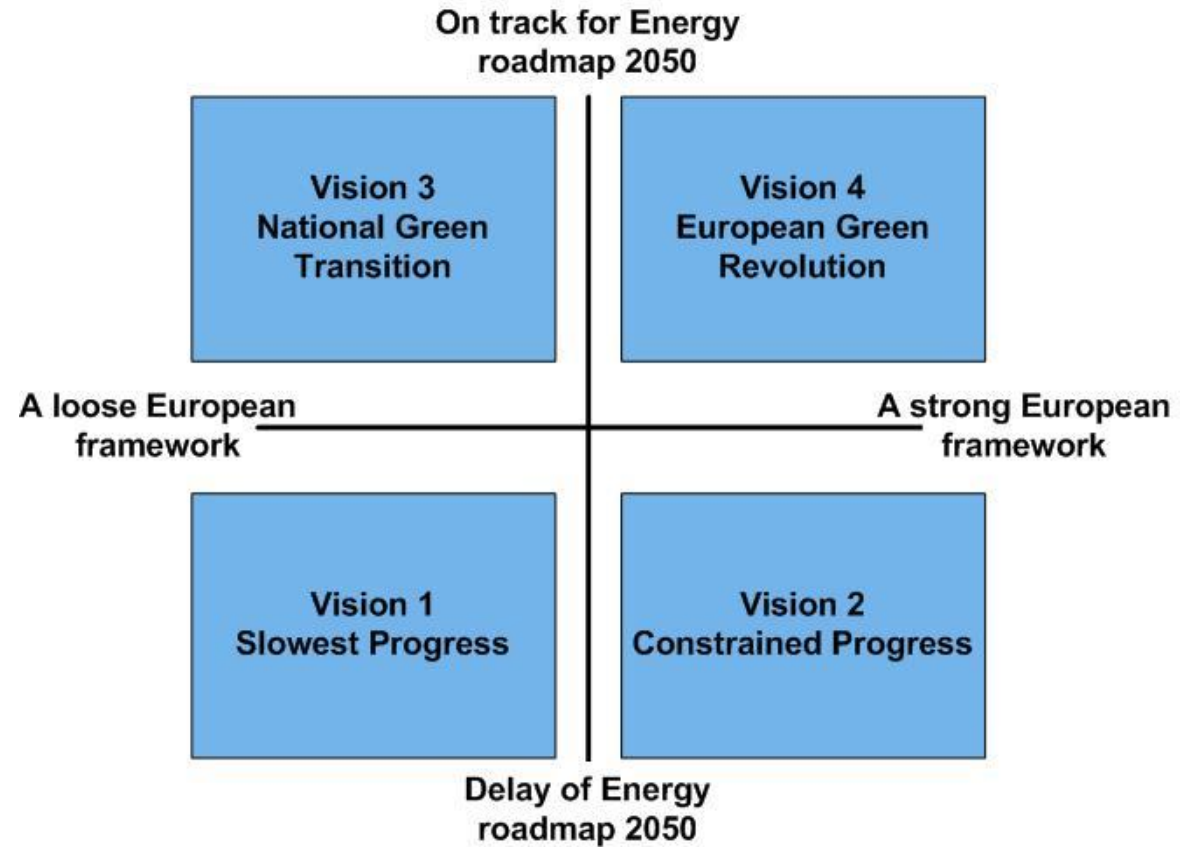 On track for Energy
roadmap 2050
Vision 3
National Green
Transition
Vision 4
European Green
Revolution
A loose European
framework
A strong European
framework
Vision 1
Slowest Progress
Vision 2
Constrained Progress
Delay of Energy
roadmap 2050